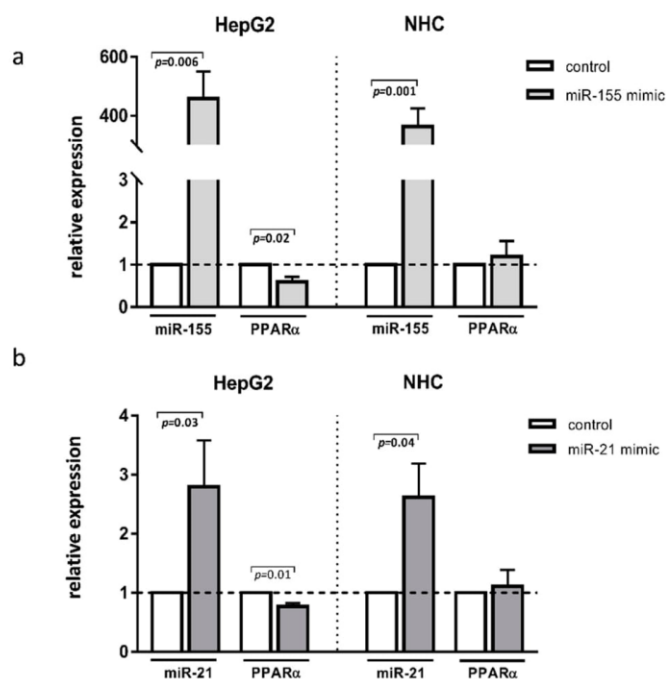 a
HepG2
NHC
control
miR-155 mimic
relative expression
600
400
3
2
1
0
p=0.006
p=0.02
p=0.001
miR-155
PPARα
miR-155
PPARα
b
HepG2
NHC
control
miR-21 mimic
relative expression
4
3
2
1
0
p=0.03
p=0.01
p=0.04
miR-21
PPARα
miR-21
PPARα